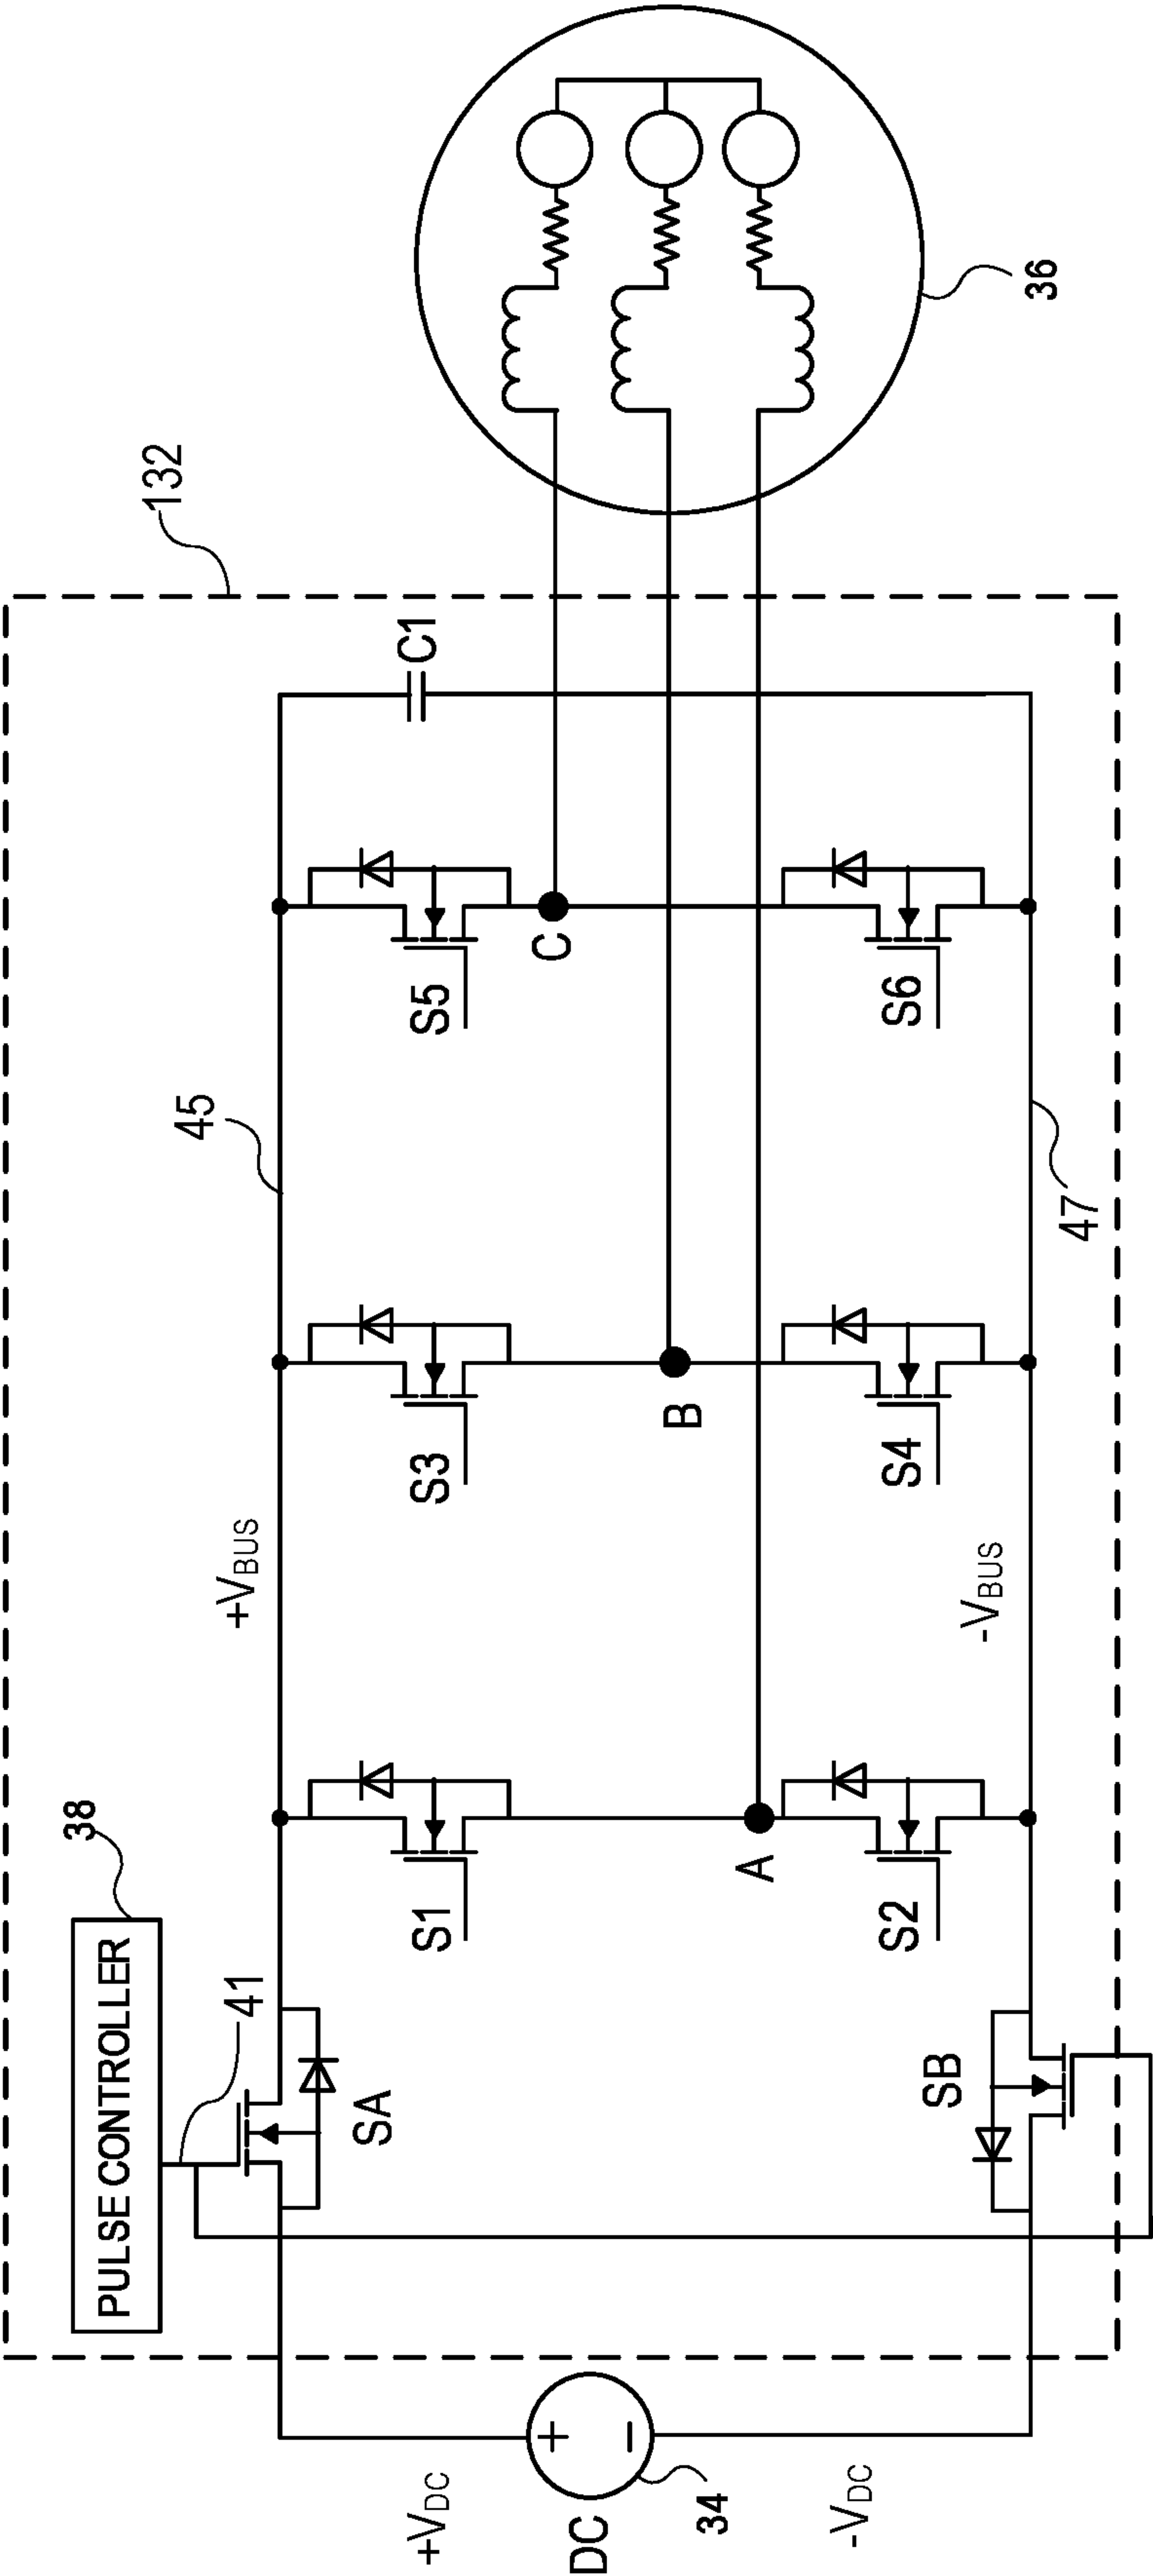 PULSE CONTROLLER
38
41
132
45
+VBUS
SA
S1
S3
S5
C1
C
B
A
36
+VDC
DC
+
-
34
-VDC
SB
S2
S4
S6
-VBUS
47